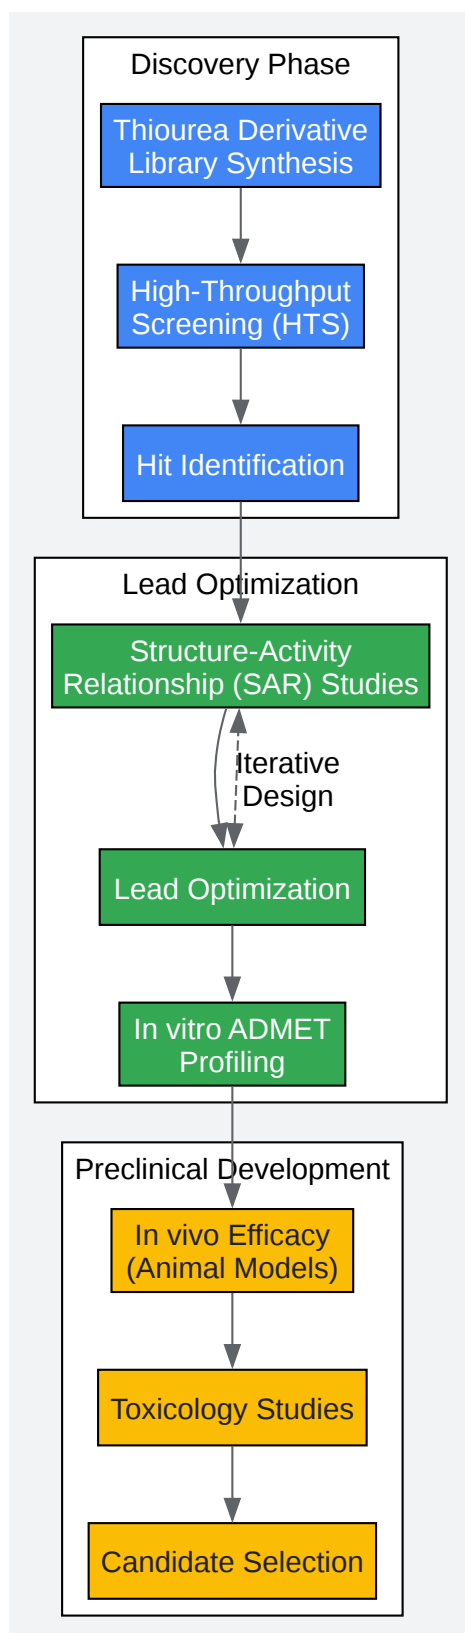 Discovery Phase
Thiourea Derivative
Library Synthesis
High-Throughput
Screening (HTS)
Hit Identification
Lead Optimization
Structure-Activity
Relationship (SAR) Studies
Iterative
Design
Lead Optimization
In vitro ADMET
Profiling
Preclinical Development
In vivo Efficacy
(Animal Models)
Toxicology Studies
Candidate Selection